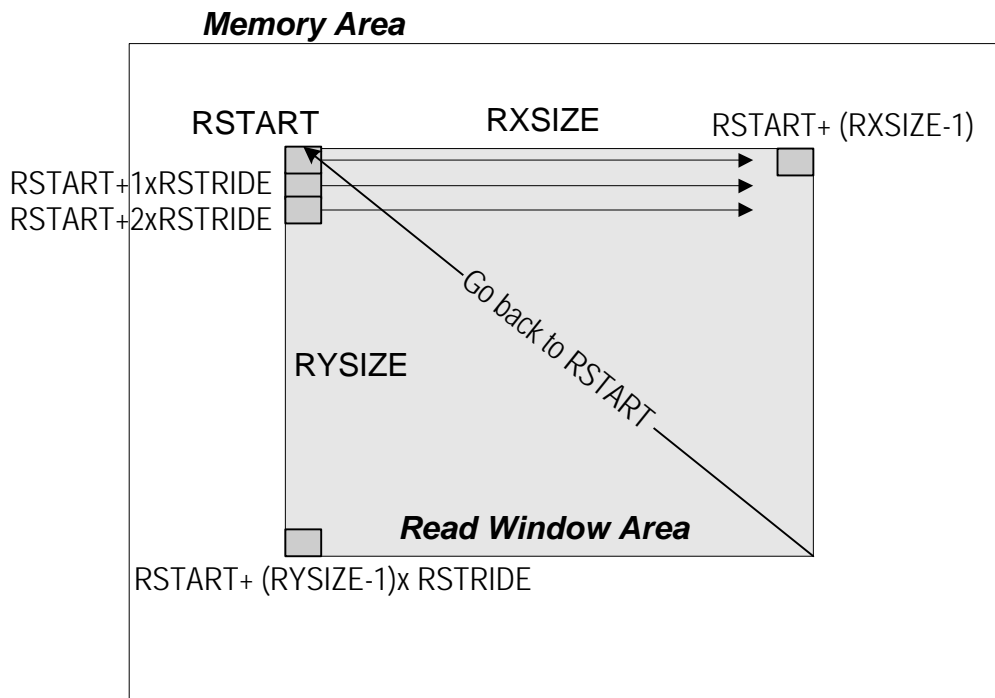 Memory Area
RSTART
RXSIZE
RSTART+ (RXSIZE-1)
RSTART+1xRSTRIDE
RSTART+2xRSTRIDE
Go back to RSTART
RYSIZE
Read Window Area
RSTART+ (RYSIZE-1)x RSTRIDE